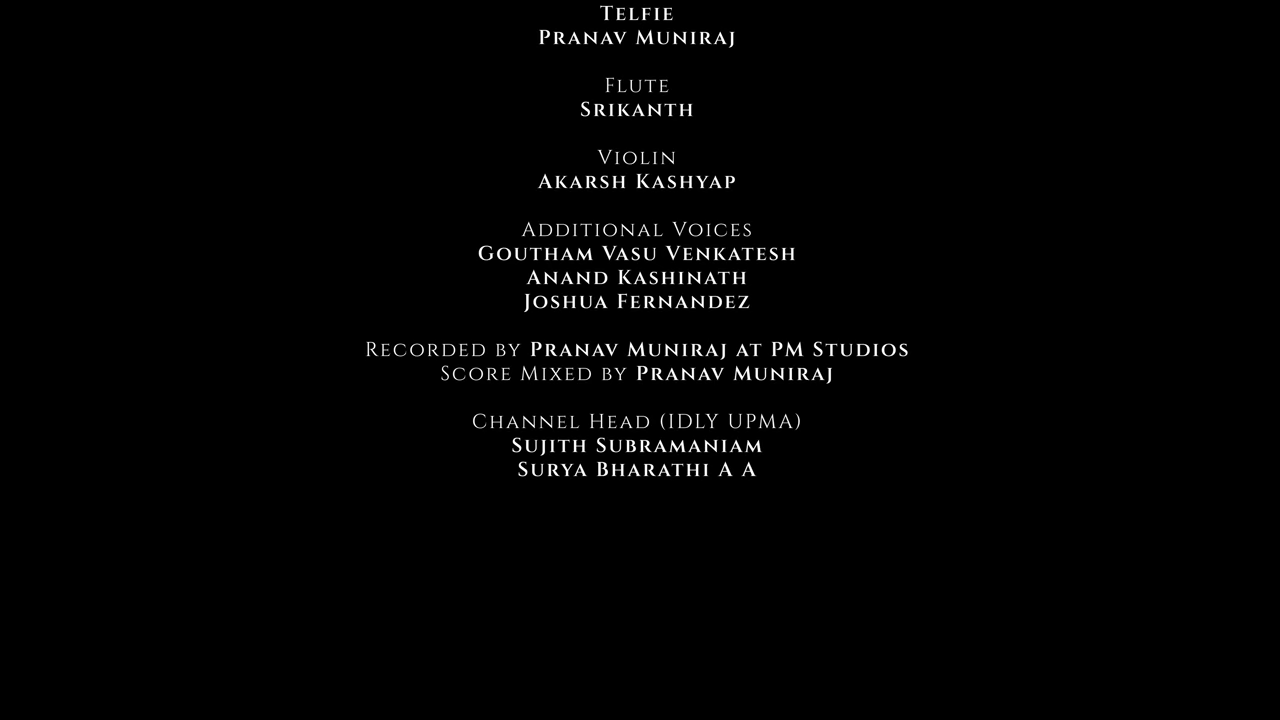 Telfie
Pranav Muniraj
Flute
Srikanth
Violin
Akarsh Kashyap
Additional Voices
Goutham Vasu Venkatesh
Anand Kashinath
Joshua Fernandez
Recorded by Pranav Muniraj at PM Studios
Score Mixed by Pranav Muniraj
Channel Head (IDLY UPMA)
Sujith Subramaniam
Surya Bharathi A A